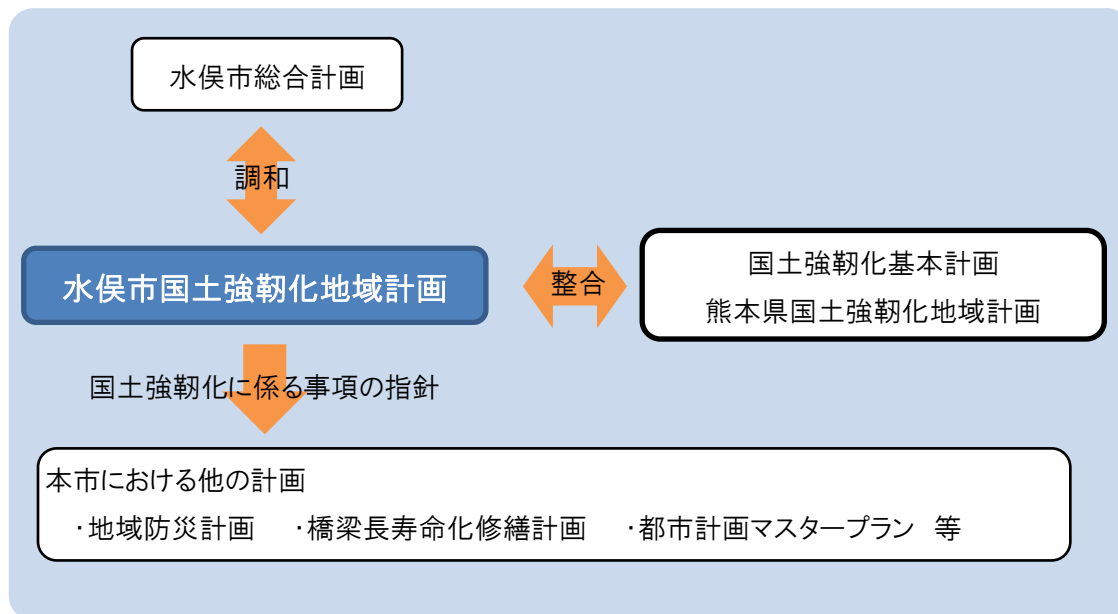 水俣市総合計画
調和
水俣市国土強靭化地域計画
整合
国土強靭化基本計画
熊本県国土強靭化地域計画
国土強靭化に係る事項の指針
本市における他の計画
・地域防災計画　・橋梁長寿命化修繕計画　・都市計画マスタープラン　等